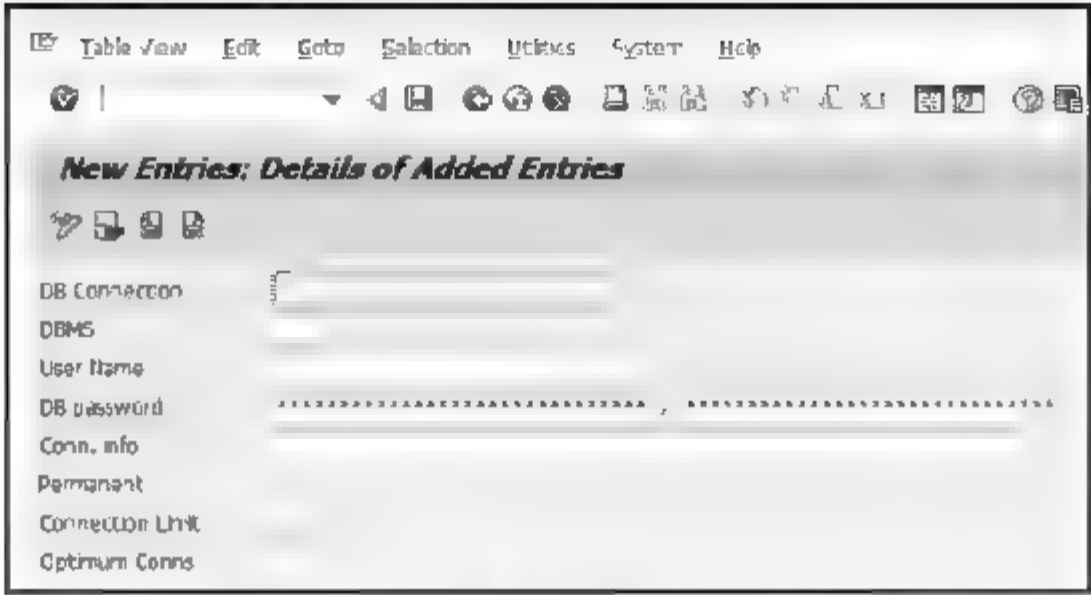 Table View Edit Goto Selection Utilities System Help
New Entries: Details of Added Entries
DB Connection
DBMS
User Name
DB password
Conn. info
Permanent
Connection Limit
Optimum Conns